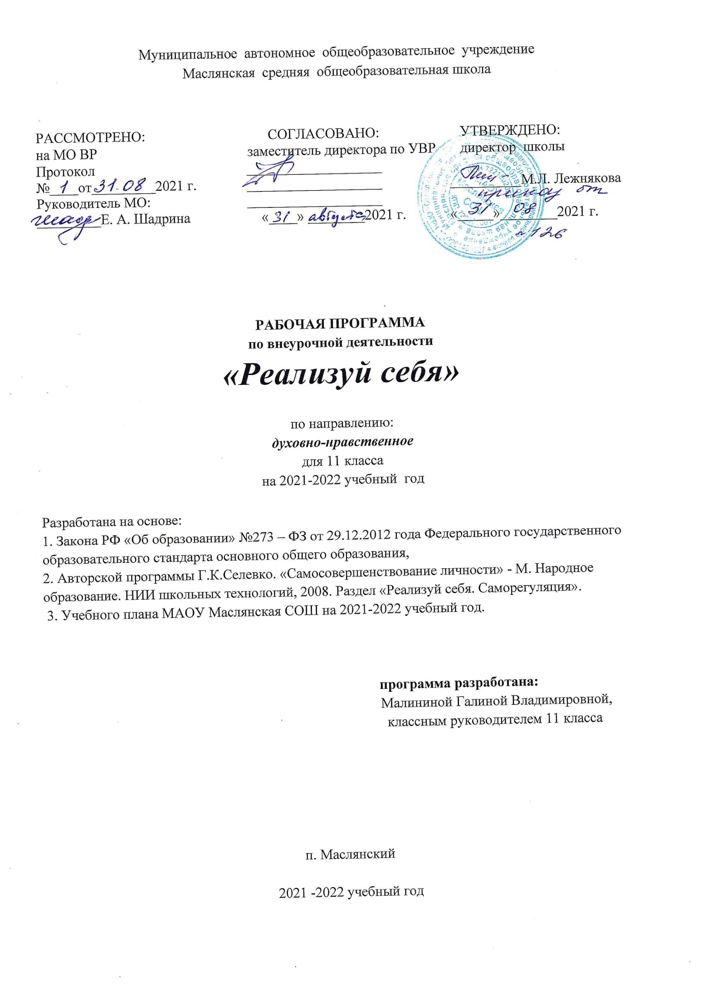 Муниципальное автономное общеобразовательное учреждение
Маслянская средняя общеобразовательная школа
РАССМОТРЕНО:
на МО ВР
Протокол
№ 1 от 31.08 2021 г.
Руководитель МО:
Е. А. Шадрина
СОГЛАСОВАНО:
заместитель директора по УВР
« 31 » августа 2021 г.
УТВЕРЖДЕНО:
директор школы
М.Л. Лежнякова
приказ от
« 31 » 08 2021 г.
126
РАБОЧАЯ ПРОГРАММА
по внеурочной деятельности
«Реализуй себя»
по направлению:
духовно-нравственное
для 11 класса
на 2021-2022 учебный год
Разработана на основе:
1. Закона РФ «Об образовании» №273 – ФЗ от 29.12.2012 года Федерального государственного
образовательного стандарта основного общего образования,
2. Авторской программы Г.К.Селевко. «Самосовершенствование личности» - М. Народное
образование. НИИ школьных технологий, 2008. Раздел «Реализуй себя. Саморегуляция».
3. Учебного плана МАОУ Маслянская СОШ на 2021-2022 учебный год.
программа разработана:
Малининой Галиной Владимировной,
классным руководителем 11 класса
п. Маслянский
2021 -2022 учебный год